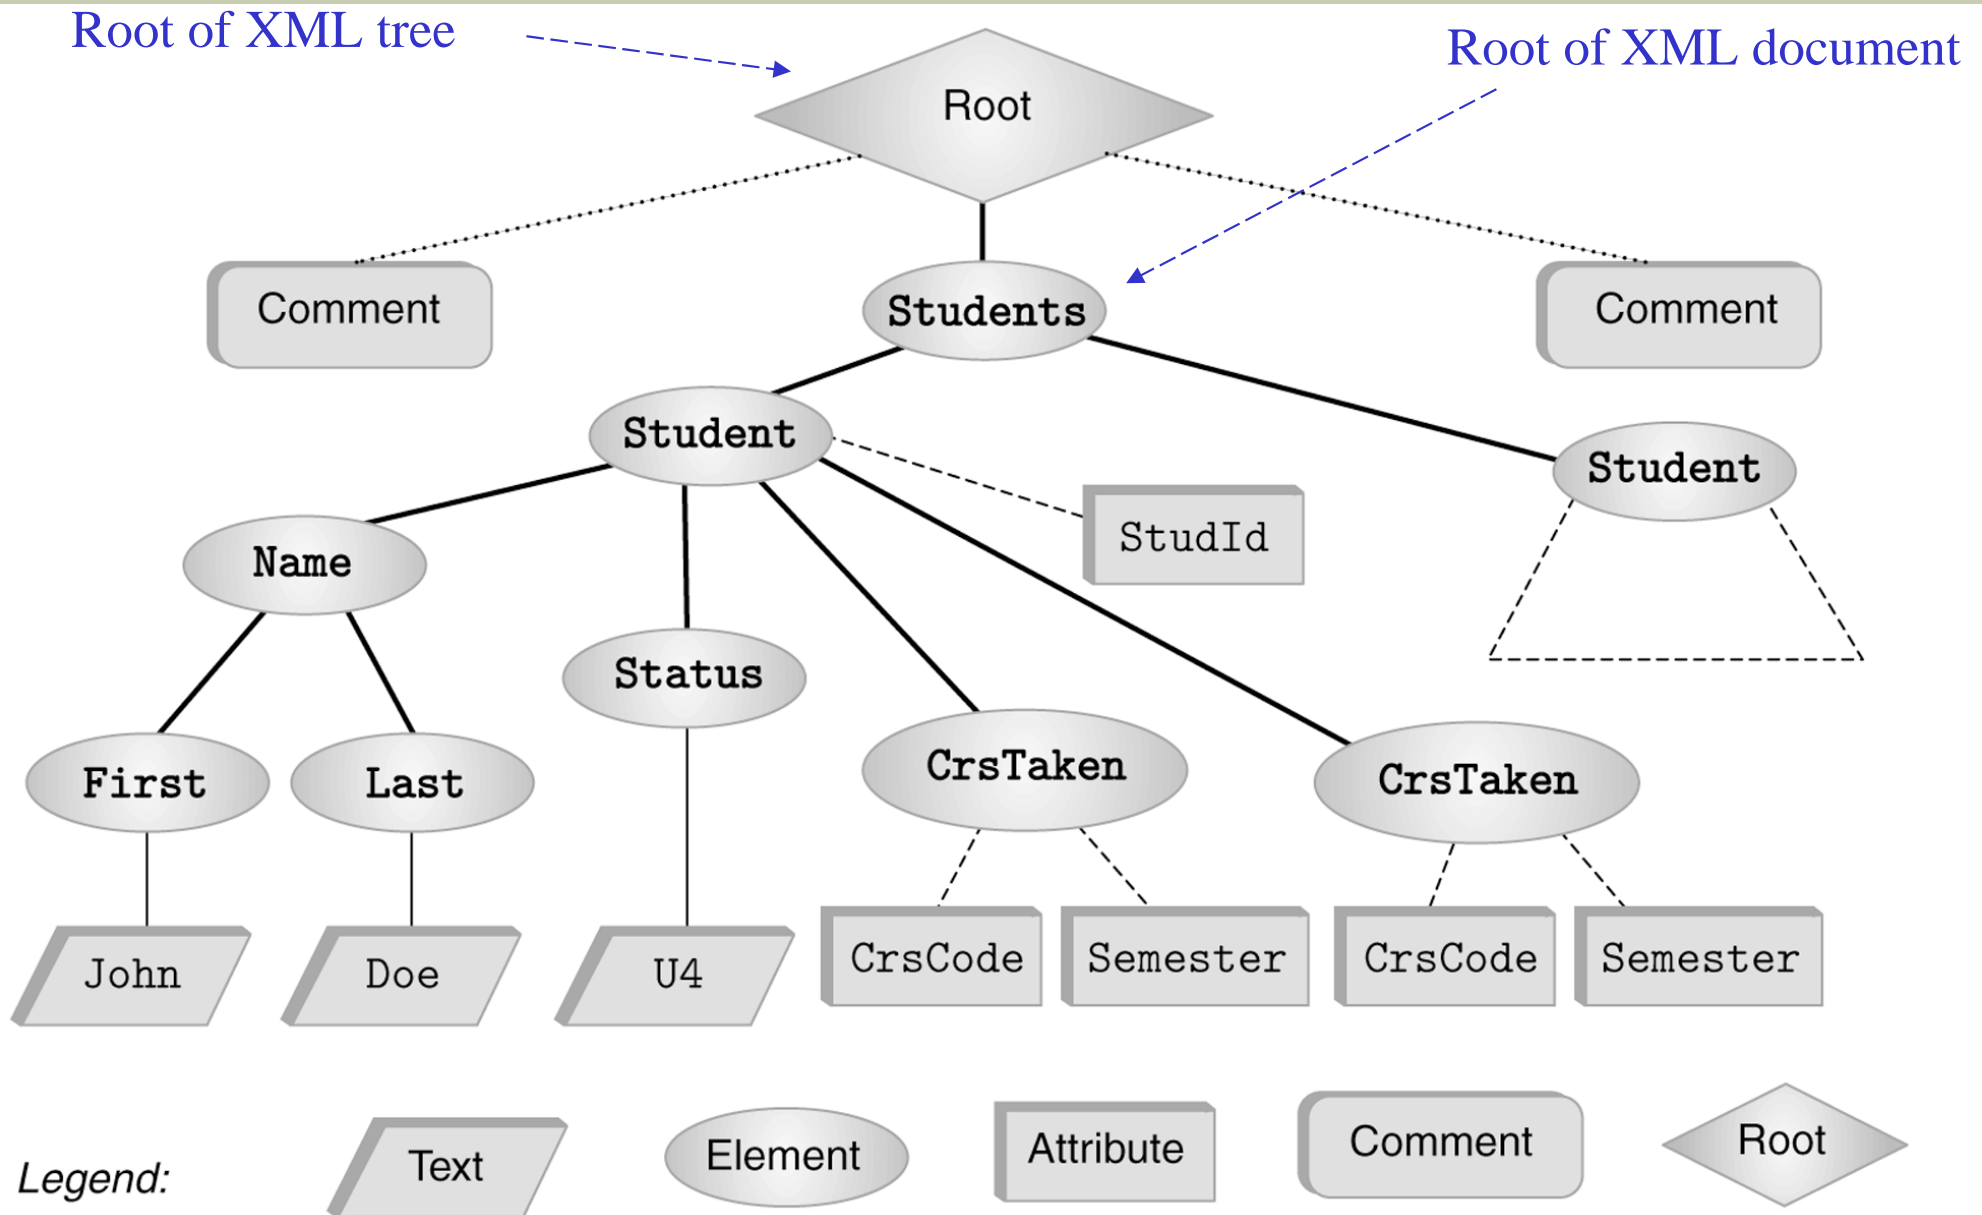 Root of XML tree
Root of XML document
Root
Comment
Students
Comment
Student
Student
StudId
Name
Status
First
Last
CrsTaken
CrsTaken
John
Doe
U4
CrsCode
Semester
CrsCode
Semester
Legend:
Text
Element
Attribute
Comment
Root